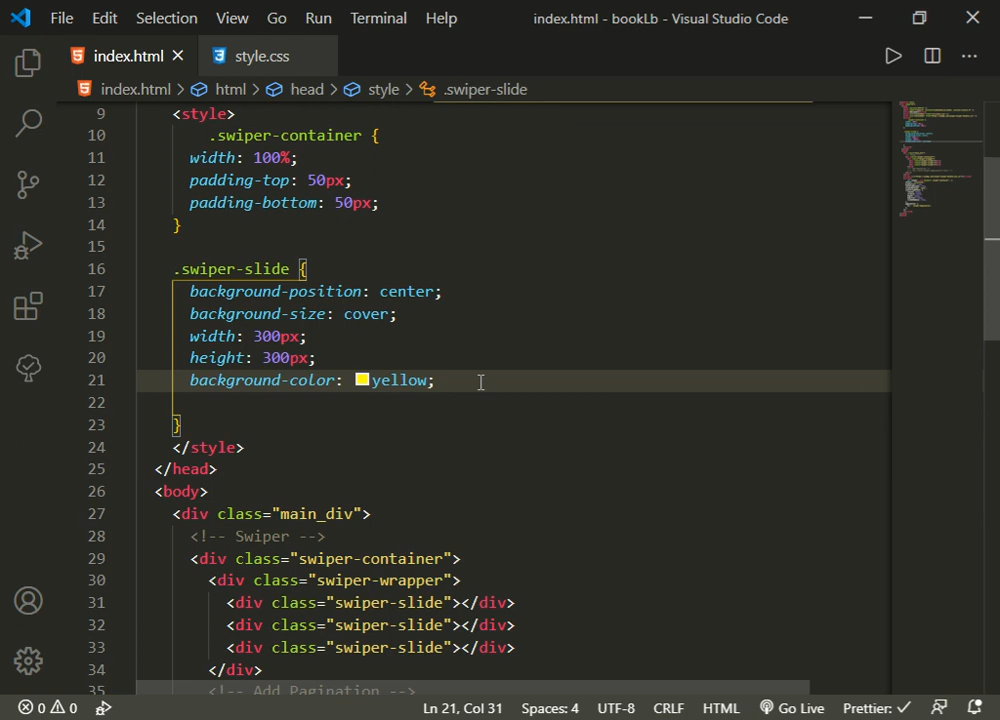 File Edit Selection View Go Run Terminal Help index.html - bookLb - Visual Studio Code
index.html style.css
index.html > html > head > style > .swiper-slide
9 <style>
10 .swiper-container {
11 width: 100%;
12 padding-top: 50px;
13 padding-bottom: 50px;
14 }
15
16 .swiper-slide {
17 background-position: center;
18 background-size: cover;
19 width: 300px;
20 height: 300px;
21 background-color: yellow;
22
23 }
24 </style>
25 </head>
26 <body>
27 <div class="main_div">
28 <!-- Swiper -->
29 <div class="swiper-container">
30 <div class="swiper-wrapper">
31 <div class="swiper-slide"></div>
32 <div class="swiper-slide"></div>
33 <div class="swiper-slide"></div>
34 </div>
35 <!-- Add Pagination -->
0 0 Ln 21, Col 31 Spaces: 4 UTF-8 CRLF HTML Go Live Prettier: ✓